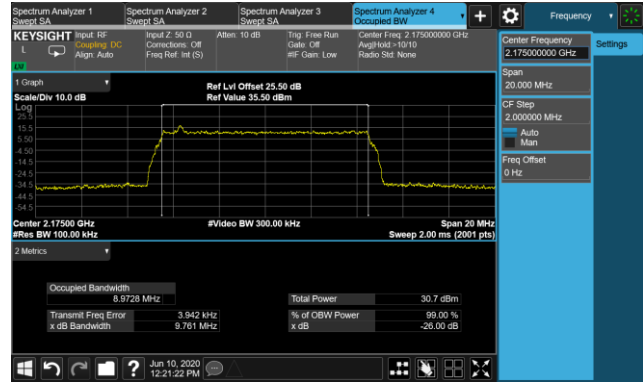 Spectrum Analyzer 1
Swept SA
Spectrum Analyzer 2
Swept SA
Spectrum Analyzer 3
Swept SA
Spectrum Analyzer 4
Occupied BW
+
Frequency
KEYSIGHT
L
Input: RF
Coupling: DC
Align: Auto
Input Z: 50 Ω
Corrections: Off
Freq Ref: Int (S)
Atten: 10 dB
Trig: Free Run
Gate: Off
#IF Gain: Low
Center Freq: 2.175000000 GHz
Avg|Hold:>10/10
Radio Std: None
Center Frequency
2.175000000 GHz
Settings
Span
20.000 MHz
CF Step
2.000000 MHz
Auto
Man
Freq Offset
0 Hz
1 Graph
Scale/Div 10.0 dB
Ref Lvl Offset 25.50 dB
Ref Value 35.50 dBm
Log
25.5
15.5
5.50
-4.50
-14.5
-24.5
-34.5
-44.5
-54.5
Center 2.17500 GHz
#Res BW 100.00 kHz
#Video BW 300.00 kHz
Span 20 MHz
Sweep 2.00 ms (2001 pts)
2 Metrics
Occupied Bandwidth
8.9728 MHz
Total Power 30.7 dBm
Transmit Freq Error 3.942 kHz
% of OBW Power 99.00 %
x dB Bandwidth 9.761 MHz
x dB -26.00 dB
?
Jun 10, 2020
12:21:22 PM